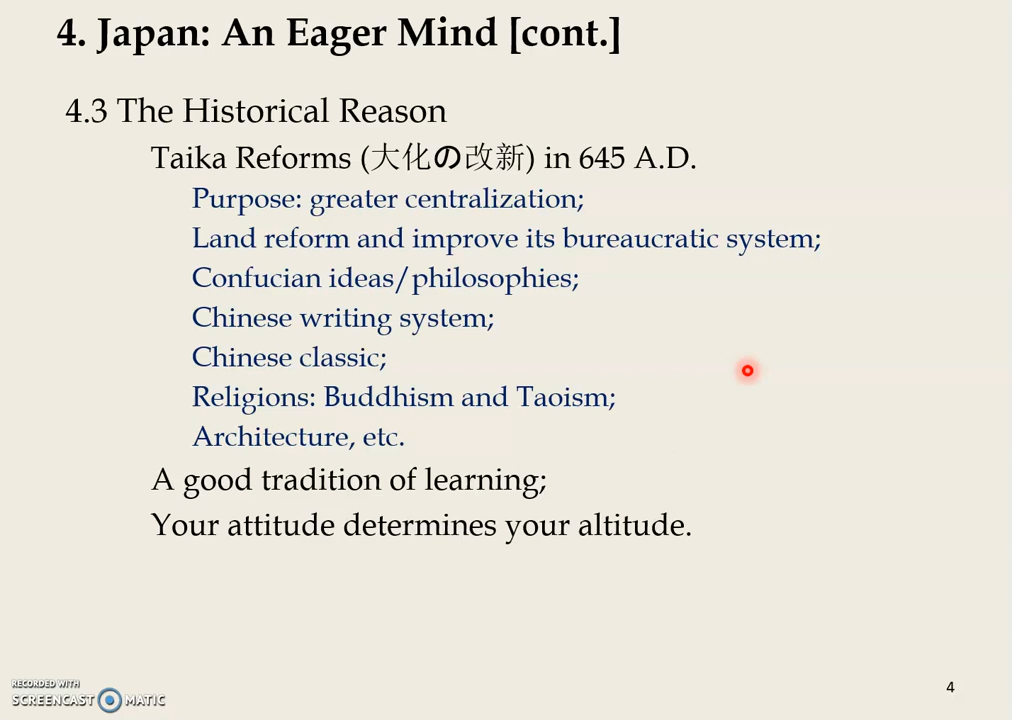 4. Japan: An Eager Mind [cont.]
4.3 The Historical Reason
Taika Reforms (大化の改新) in 645 A.D.
Purpose: greater centralization;
Land reform and improve its bureaucratic system;
Confucian ideas/philosophies;
Chinese writing system;
Chinese classic;
Religions: Buddhism and Taoism;
Architecture, etc.
A good tradition of learning;
Your attitude determines your altitude.
RECORDED WITH
SCREENCAST MATIC
4